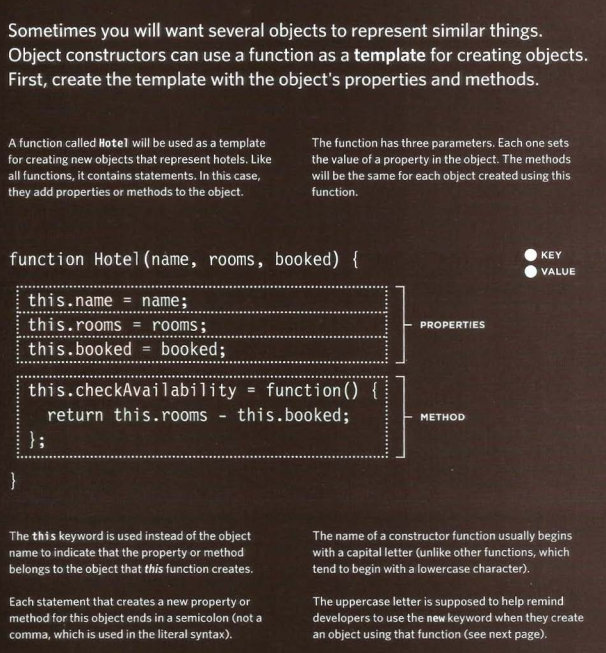 Sometimes you will want several objects to represent similar things.
Object constructors can use a function as a template for creating objects.
First, create the template with the object's properties and methods.
A function called Hotel will be used as a template
for creating new objects that represent hotels. Like
all functions, it contains statements. In this case,
they add properties or methods to the object.
The function has three parameters. Each one sets
the value of a property in the object. The methods
will be the same for each object created using this
function.
function Hotel(name, rooms, booked) {
KEY
VALUE
this.name = name;
this.rooms = rooms;
this.booked = booked;
PROPERTIES
this.checkAvailability = function() {
return this.rooms - this.booked;
};
METHOD
}
The this keyword is used instead of the object
name to indicate that the property or method
belongs to the object that this function creates.
Each statement that creates a new property or
method for this object ends in a semicolon (not a
comma, which is used in the literal syntax).
The name of a constructor function usually begins
with a capital letter (unlike other functions, which
tend to begin with a lowercase character).
The uppercase letter is supposed to help remind
developers to use the new keyword when they create
an object using that function (see next page).